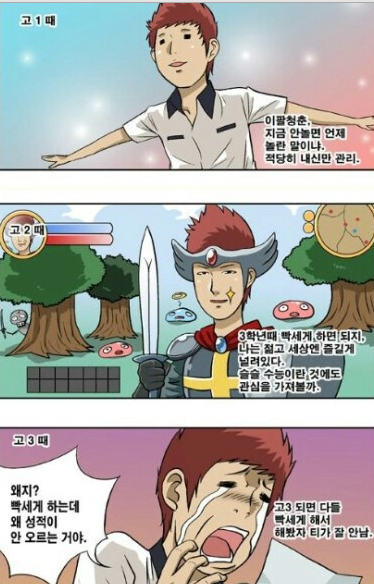 고 1 때
이팔청춘,
지금 안놀면 언제
놀란 말이냐.
적당히 내신만 관리.
고 2 때
3학년때 빡세게 하면 되지,
나는 젊고 세상엔 즐길게
널려있다.
슬슬 수능이란 것에도
관심을 가져볼까.
고 3 때
왜지?
빡세게 하는데
왜 성적이
안 오르는 거야.
고3 되면 다들
빡세게 해서
해봤자 티가 잘 안남.